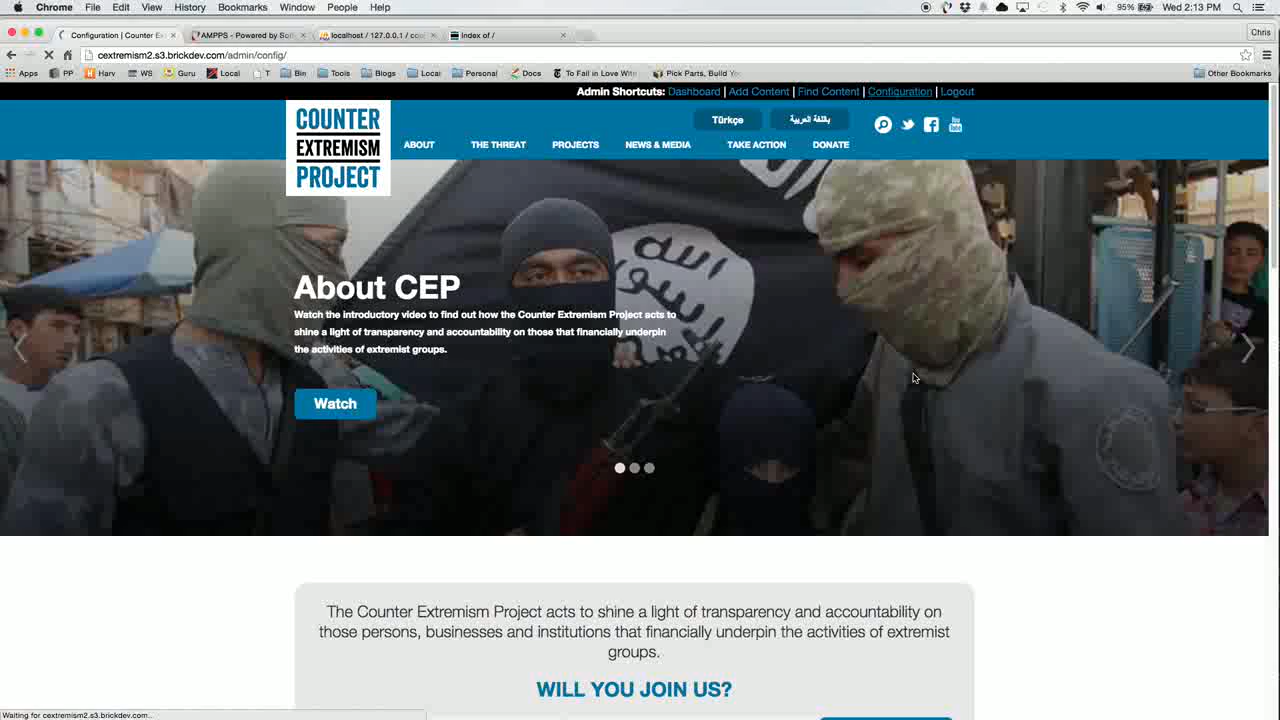 Chrome File Edit View History Bookmarks Window People Help 95% Wed 2:13 PM
Configuration | Counter Ex AMPPS - Powered by Sof localhost / 127.0.0.1 / Index of / Chris
cextremism2.s3.brickdev.com/admin/config/
Apps PP Harv WS Guru Local T Bin Tools Blogs Local Personal Docs To Fall in Love With Pick Parts, Build Yo Other Bookmarks
Admin Shortcuts: Dashboard | Add Content | Find Content | Configuration | Logout
COUNTER
EXTREMISM
PROJECT
Türkçe باللغة العربية
You
Tube
ABOUT THE THREAT PROJECTS NEWS & MEDIA TAKE ACTION DONATE
الله
رسول
About CEP
Watch the introductory video to find out how the Counter Extremism Project acts to
shine a light of transparency and accountability on those that financially underpin
the activities of extremist groups.
Watch
The Counter Extremism Project acts to shine a light of transparency and accountability on
those persons, businesses and institutions that financially underpin the activities of extremist
groups.
WILL YOU JOIN US?
Waiting for cextremism2.s3.brickdev.com...